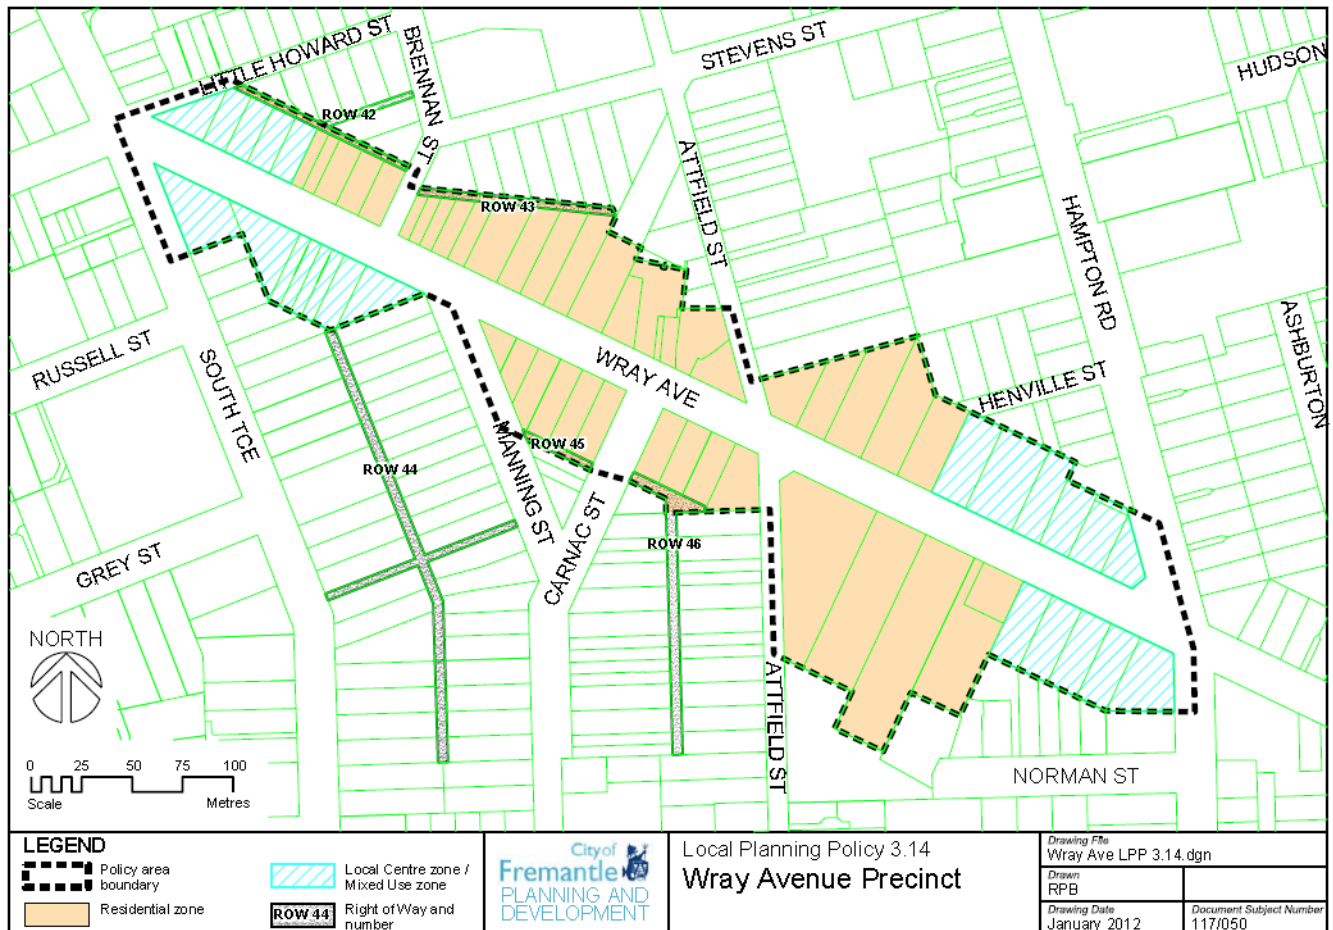 LITTLE HOWARD ST
BRENNAN ST
STEVENS ST
HUDSON
ROW 42
ATTFIELD ST
ROW 43
HAMPTON RD
ASHBURTON
RUSSELL ST
SOUTH TCE
WRAY AVE
HENVILLE ST
ROW 45
MANNING ST
ROW 44
CARNAC ST
ROW 46
GREY ST
ATTFIELD ST
NORMAN ST
NORTH
0 25 50 75 100
Scale Metres
LEGEND
Policy area
boundary
Residential zone
Local Centre zone /
Mixed Use zone
ROW 44
Right of Way and
number
City of
Fremantle
PLANNING AND
DEVELOPMENT
Local Planning Policy 3.14
Wray Avenue Precinct
Drawing File
Wray Ave LPP 3.14.dgn
Drawn
RPB
Drawing Date
January 2012
Document Subject Number
117/050